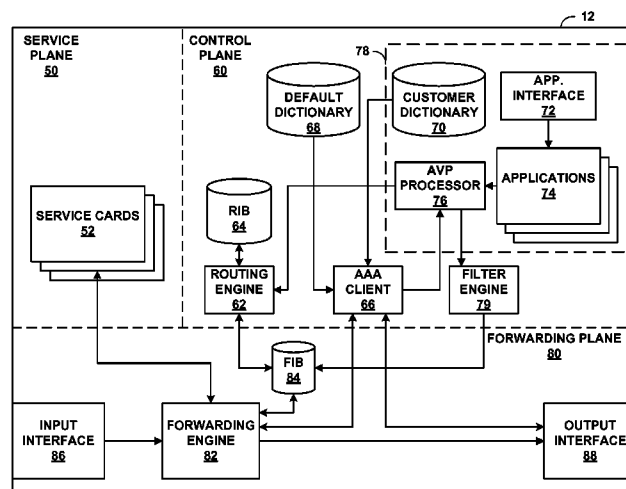 12
SERVICE
PLANE
50
CONTROL
PLANE
60
78
DEFAULT
DICTIONARY
68
CUSTOMER
DICTIONARY
70
APP.
INTERFACE
72
AVP
PROCESSOR
76
APPLICATIONS
74
SERVICE CARDS
52
RIB
64
ROUTING
ENGINE
62
AAA
CLIENT
66
FILTER
ENGINE
79
FORWARDING PLANE
80
FIB
84
INPUT
INTERFACE
86
FORWARDING
ENGINE
82
OUTPUT
INTERFACE
88